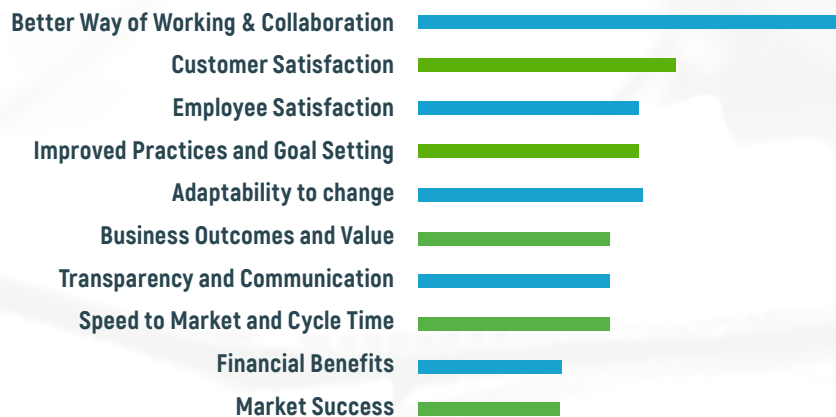 Better Way of Working & Collaboration
Customer Satisfaction
Employee Satisfaction
Improved Practices and Goal Setting
Adaptability to change
Business Outcomes and Value
Transparency and Communication
Speed to Market and Cycle Time
Financial Benefits
Market Success